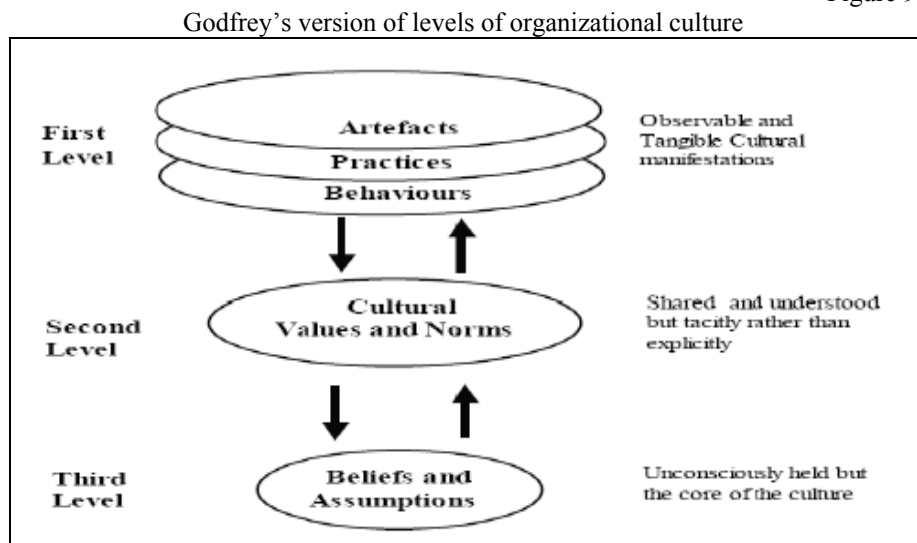 Figure 9
Godfrey's version of levels of organizational culture
First
Level
Artefacts
Practices
Behaviours
Observable and
Tangible Cultural
manifestations
Second
Level
Cultural
Values and Norms
Shared and understood
but tacitly rather than
explicitly
Third
Level
Beliefs and
Assumptions
Unconsciously held but
the core of the culture